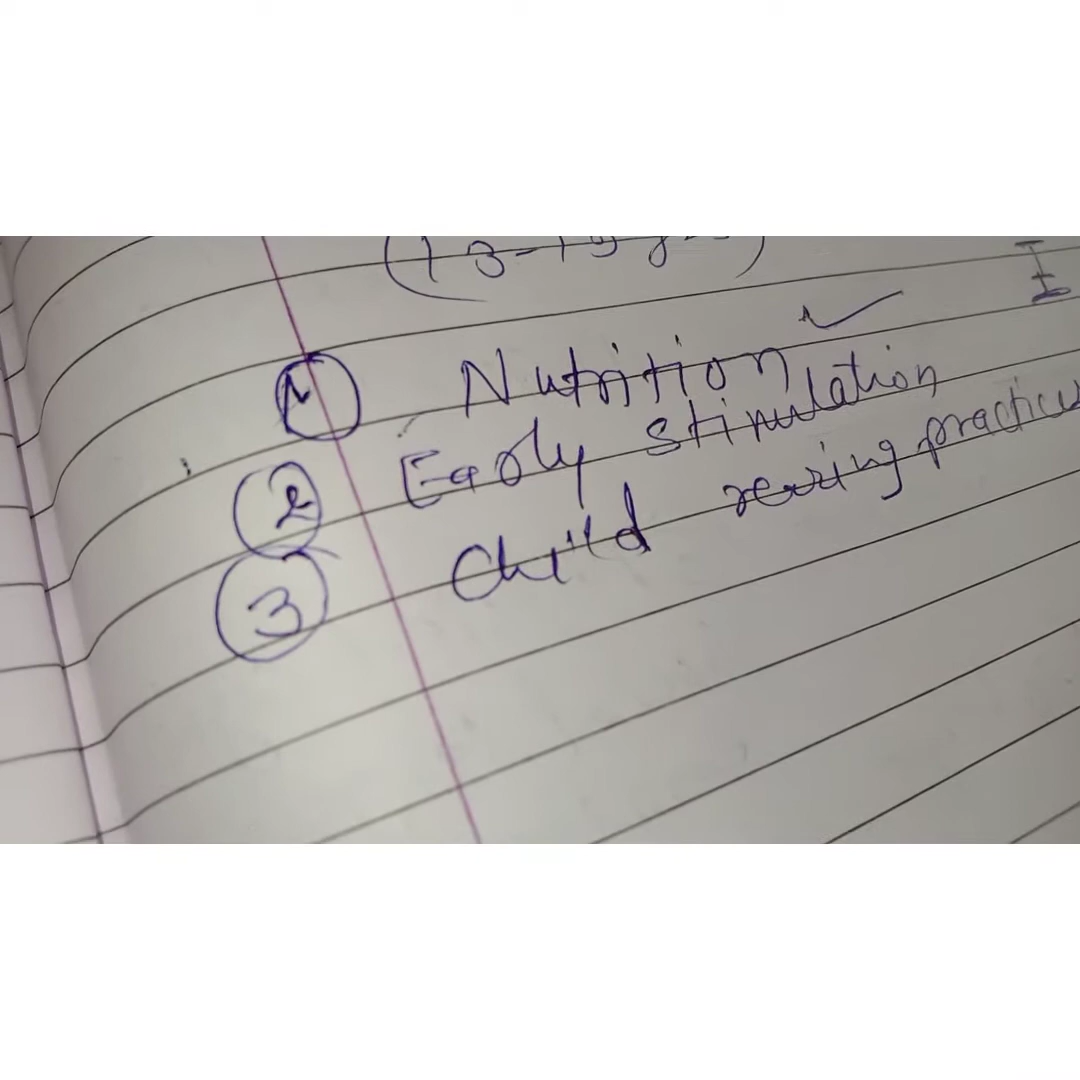 ① Nutrition
② Early stimulation
③ Child rearing practices